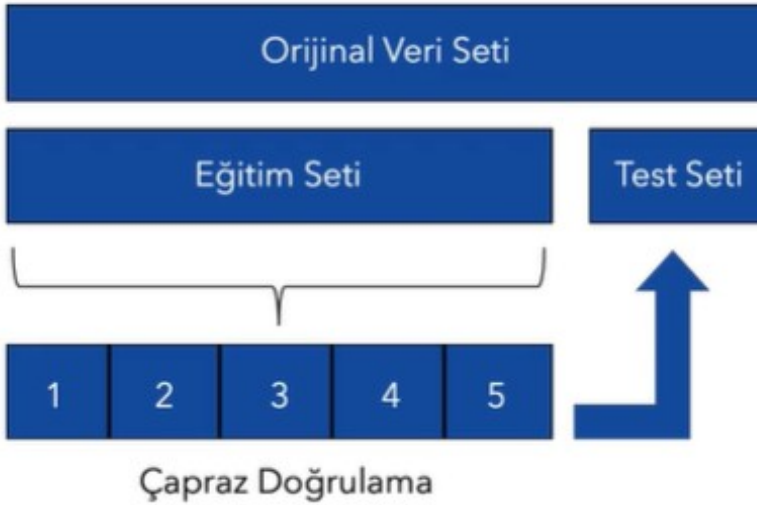 Orijinal Veri Seti
Eğitim Seti
Test Seti
1
2
3
4
5
Çapraz Doğrulama